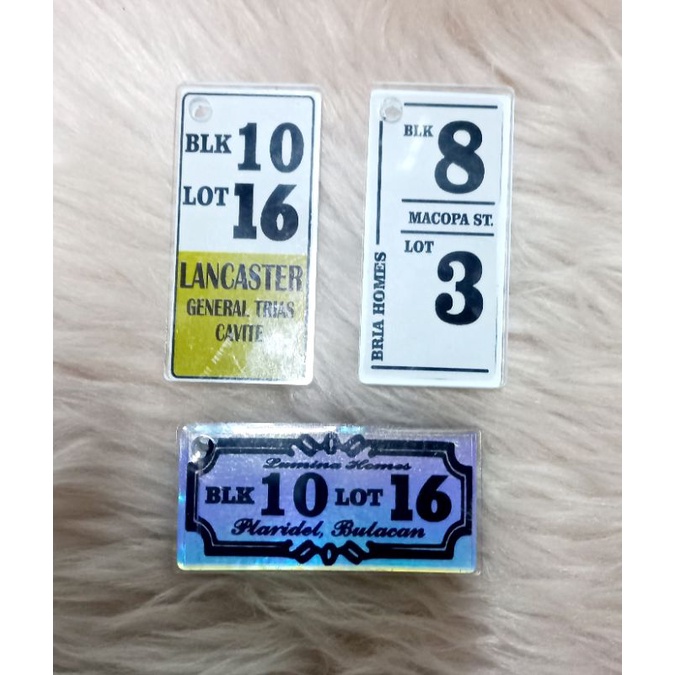 BLK 10
LOT 16
LANCASTER
GENERAL TRIAS
CAVITE
BLK 8
MACOPA ST.
LOT 3
BRIA HOMES
Lumina Homes
BLK 10 LOT 16
Plaridel, Bulacan